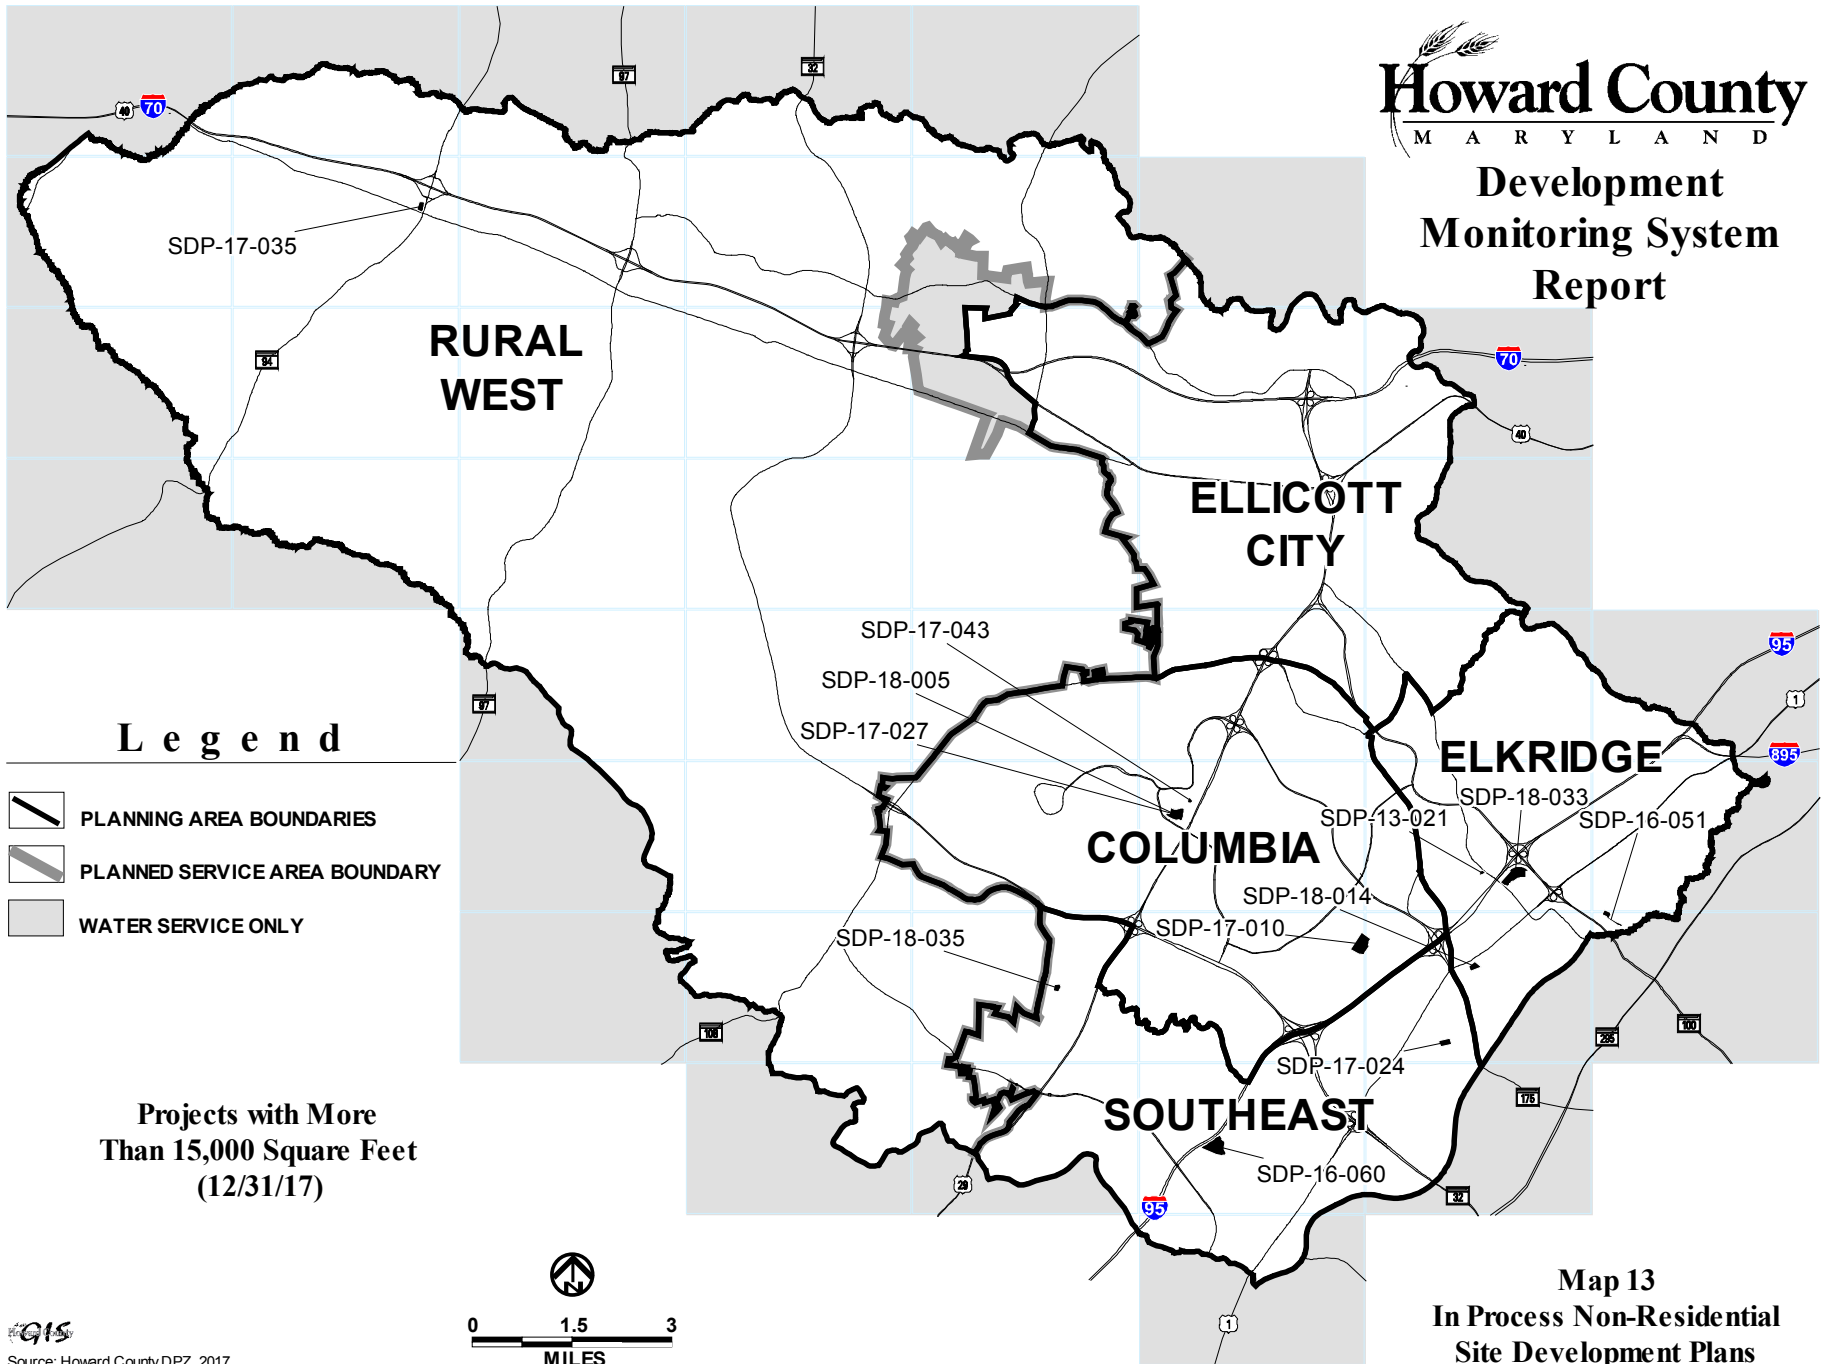 Howard County
MARYLAND
Development
Monitoring System
Report
97
32
40
70
SDP-17-035
RURAL
WEST
94
70
40
ELLICOTT
CITY
SDP-17-043
SDP-18-005
SDP-17-027
95
1
97
895
ELKRIDGE
SDP-18-033
SDP-13-021
SDP-16-051
COLUMBIA
SDP-18-014
SDP-17-010
SDP-18-035
108
100
295
SDP-17-024
175
SOUTHEAST
SDP-16-060
29
32
95
1
Legend
PLANNING AREA BOUNDARIES
PLANNED SERVICE AREA BOUNDARY
WATER SERVICE ONLY
Projects with More
Than 15,000 Square Feet
(12/31/17)
N
0 1.5 3
MILES
GIS
Howard County
Source: Howard County DPZ, 2017
Map 13
In Process Non-Residential
Site Development Plans